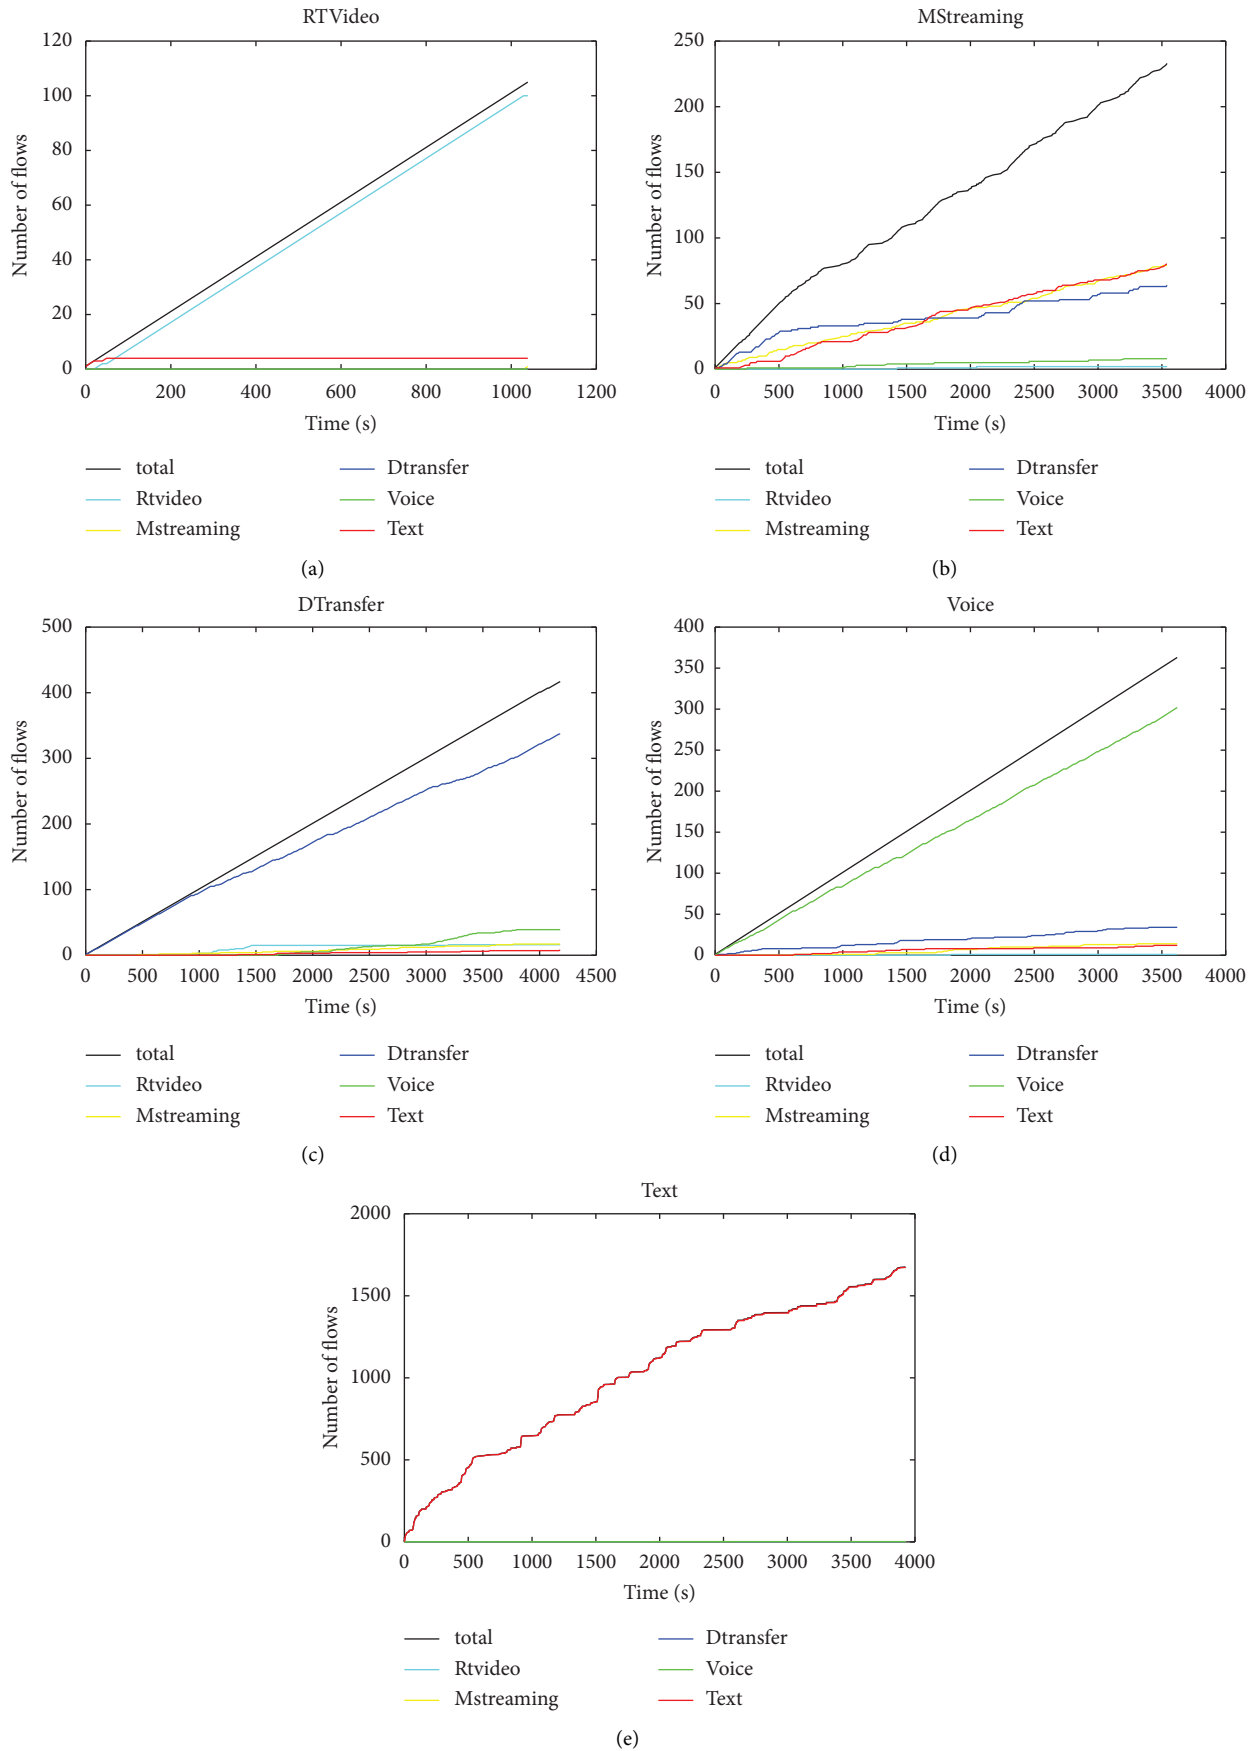 RTVideo
120
100
80
60
40
20
0
Number of flows
0 200 400 600 800 1000 1200
Time (s)
total Dtransfer
Rtvideo Voice
Mstreaming Text
(a)
MStreaming
250
200
150
100
50
0
Number of flows
0 500 1000 1500 2000 2500 3000 3500 4000
Time (s)
total Dtransfer
Rtvideo Voice
Mstreaming Text
(b)
DTransfer
500
400
300
200
100
0
Number of flows
0 500 1000 1500 2000 2500 3000 3500 4000 4500
Time (s)
total Dtransfer
Rtvideo Voice
Mstreaming Text
(c)
Voice
400
350
300
250
200
150
100
50
0
Number of flows
0 500 1000 1500 2000 2500 3000 3500 4000
Time (s)
total Dtransfer
Rtvideo Voice
Mstreaming Text
(d)
Text
2000
1500
1000
500
0
Number of flows
0 500 1000 1500 2000 2500 3000 3500 4000
Time (s)
total Dtransfer
Rtvideo Voice
Mstreaming Text
(e)